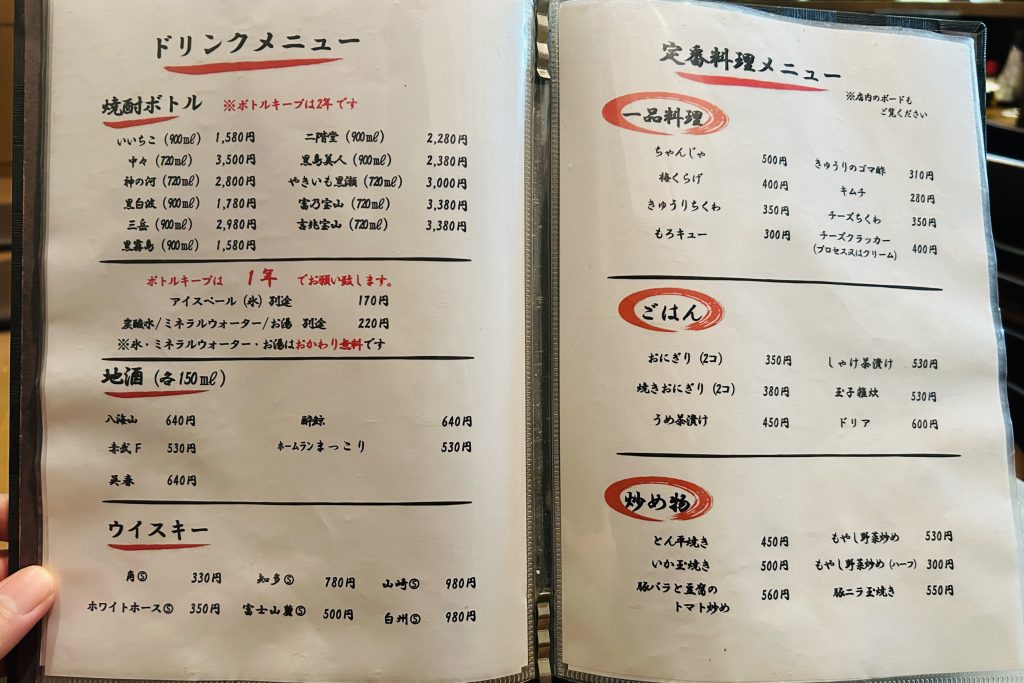 ドリンクメニュー
焼酎ボトル ※ボトルキープは2年です
いいちこ (900㎖) 1,580円 二階堂 (900㎖) 2,280円
中々 (720㎖) 3,500円 黒島美人 (900㎖) 2,380円
神の河 (720㎖) 2,800円 やきいも黒瀬 (720㎖) 3,000円
黒白波 (900㎖) 1,780円 富乃宝山 (720㎖) 3,380円
三岳 (900㎖) 2,980円 吉兆宝山 (720㎖) 3,380円
黒霧島 (900㎖) 1,580円
ボトルキープは 1年 でお願い致します。
アイスペール (氷) 別途 170円
炭酸水/ミネラルウォーター/お湯 別途 220円
※氷・ミネラルウォーター・お湯はおかわり無料です
地酒 (各150㎖)
八海山 640円 酔鯨 640円
赤武F 530円 ホームランまっこり 530円
呉春 640円
ウイスキー
角Ⓢ 330円 知多Ⓢ 780円 山崎Ⓢ 980円
ホワイトホースⓈ 350円 富士山麓Ⓢ 500円 白州Ⓢ 980円
定番料理メニュー
※店内のボードも
ご覧ください
一品料理
ちゃんじゃ 500円 きゅうりのゴマ酢 310円
梅くらげ 400円 キムチ 280円
きゅうりちくわ 350円 チーズちくわ 350円
もろキュー 300円 チーズクラッカー
(プロセス又はクリーム) 400円
ごはん
おにぎり (2コ) 350円 しゃけ茶漬け 530円
焼きおにぎり (2コ) 380円 玉子雑炊 530円
うめ茶漬け 450円 ドリア 600円
炒め物
とん平焼き 450円 もやし野菜炒め 530円
いか玉焼き 500円 もやし野菜炒め (ハーフ) 300円
豚バラと豆腐の
トマト炒め 560円 豚ニラ玉焼き 550円